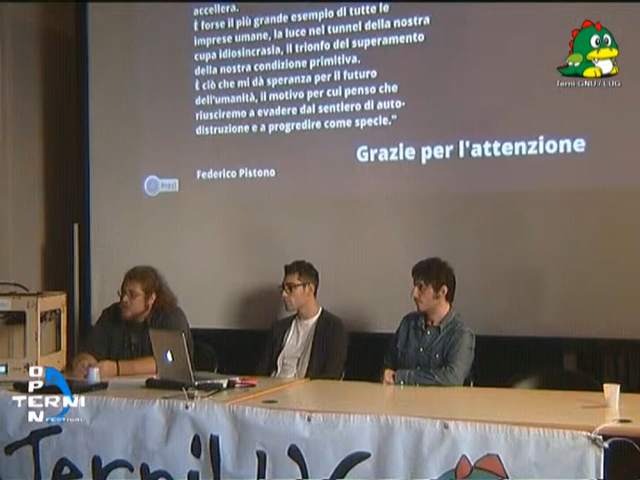 accellera.
È forse il più grande esempio di tutte le
imprese umane, la luce nel tunnel della nostra
cupa idiosincrasia, il trionfo del superamento
della nostra condizione primitiva.
È ciò che mi dà speranza per il futuro
dell'umanità, il motivo per cui penso che
riusciremo a evadere dal sentiero di auto-
distruzione e a progredire come specie."
Grazie per l'attenzione
Federico Pistono
Prezi
Terni GNU/LUG
OPEN
TERNI
FESTIVAL
TerniLUG